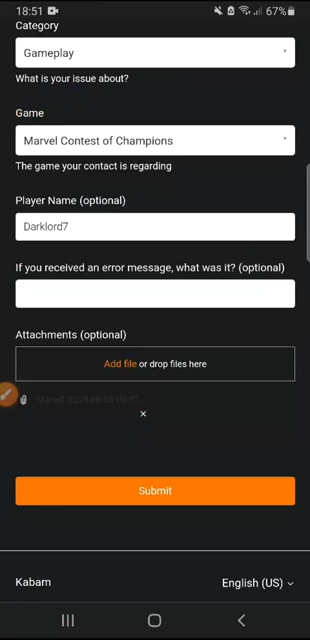 18:51
67%
Category
Gameplay
What is your issue about?
Game
Marvel Contest of Champions
The game your contact is regarding
Player Name (optional)
Darklord7
If you received an error message, what was it? (optional)
Attachments (optional)
Add file or drop files here
Submit
Kabam
English (US)